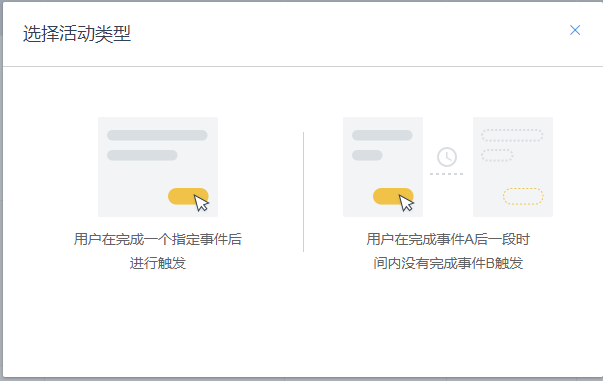 选择活动类型
用户在完成一个指定事件后
进行触发
用户在完成事件A后一段时
间内没有完成事件B触发